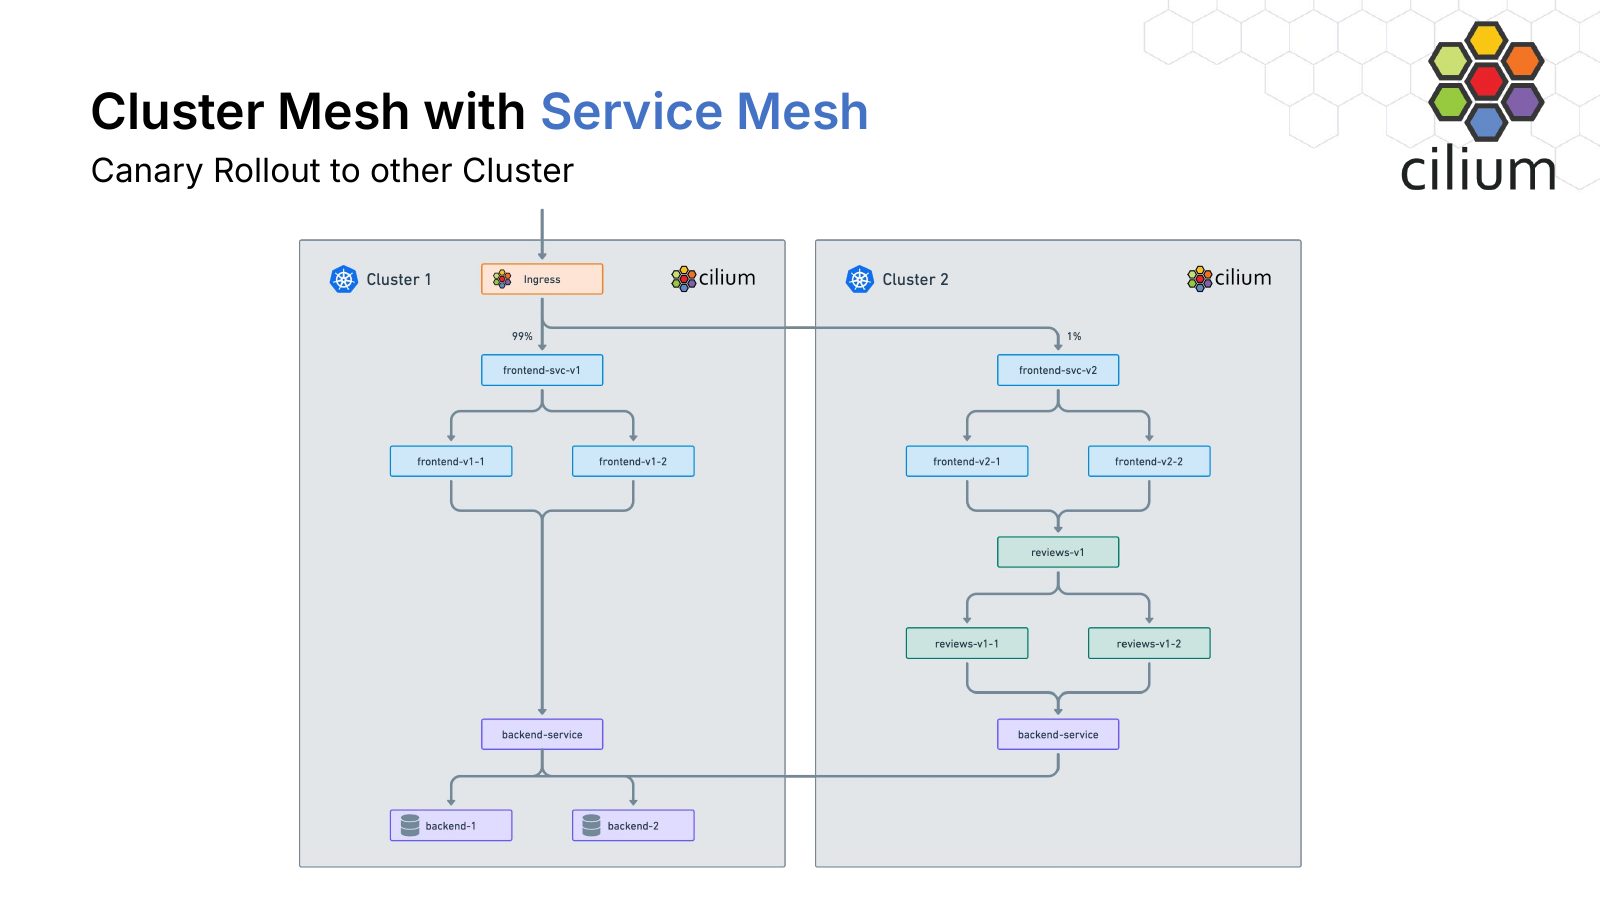 Cluster Mesh with Service Mesh
Canary Rollout to other Cluster
cilium
Cluster 1
Ingress
cilium
99%
frontend-svc-v1
frontend-v1-1
frontend-v1-2
backend-service
backend-1
backend-2
Cluster 2
cilium
1%
frontend-svc-v2
frontend-v2-1
frontend-v2-2
reviews-v1
reviews-v1-1
reviews-v1-2
backend-service